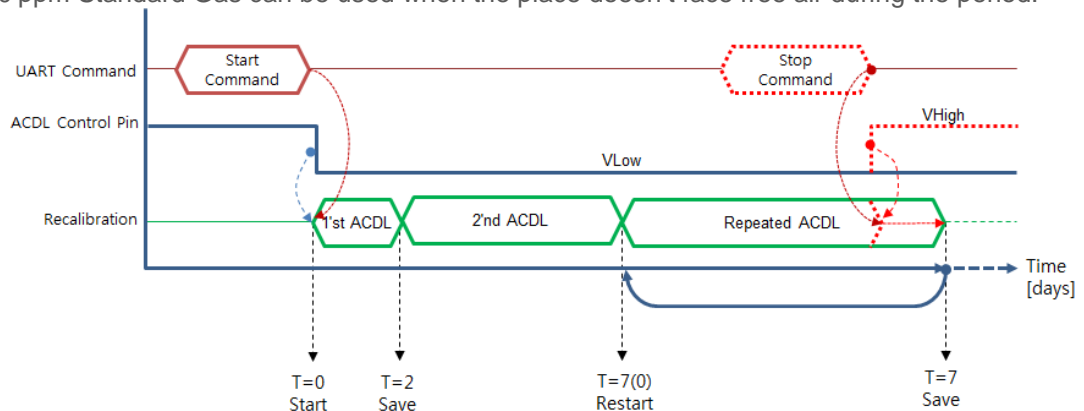 ppm Standard Gas can be used when the place doesn't face free air during the period.
Start
Command
Stop
Command
UART Command
ACDL Control Pin
VHigh
VLow
Recalibration
1'st ACDL
2'nd ACDL
Repeated ACDL
Time
[days]
T=0
Start
T=2
Save
T=7(0)
Restart
T=7
Save